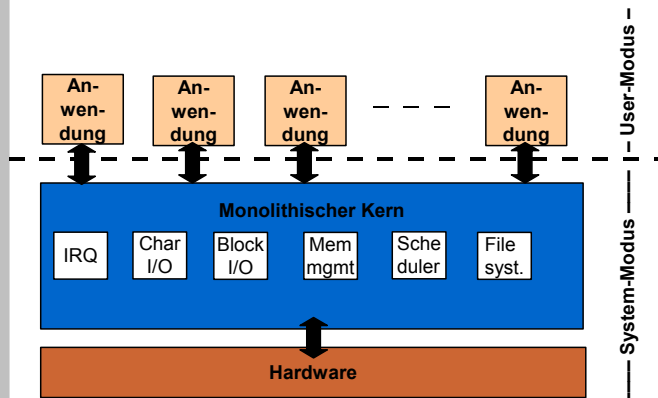 An-
wen-
dung
An-
wen-
dung
An-
wen-
dung
An-
wen-
dung
User-Modus
Monolithischer Kern
IRQ
Char
I/O
Block
I/O
Mem
mgmt
Sche
duler
File
syst.
System-Modus
Hardware